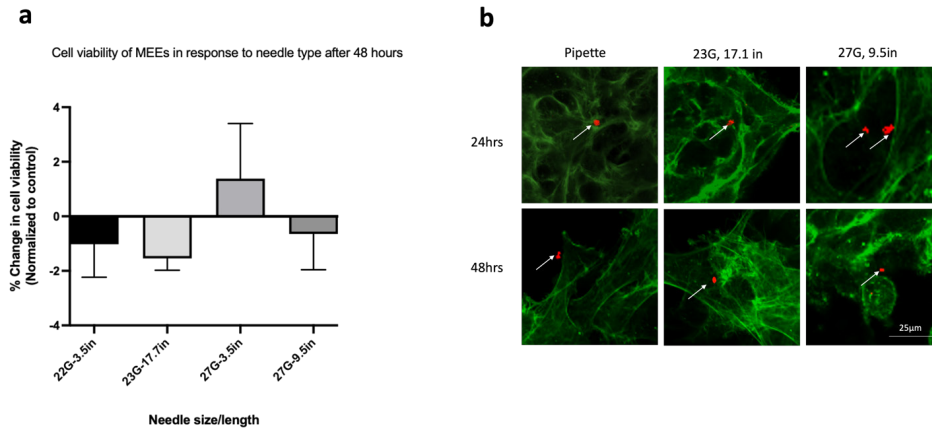 a
Cell viability of MEEs in response to needle type after 48 hours
% Change in cell viability
(Normalized to control)
4
2
0
-2
-4
22G-3.5in
23G-17.7in
27G-3.5in
27G-9.5in
Needle size/length
b
Pipette
23G, 17.1 in
27G, 9.5in
24hrs
48hrs
25μm